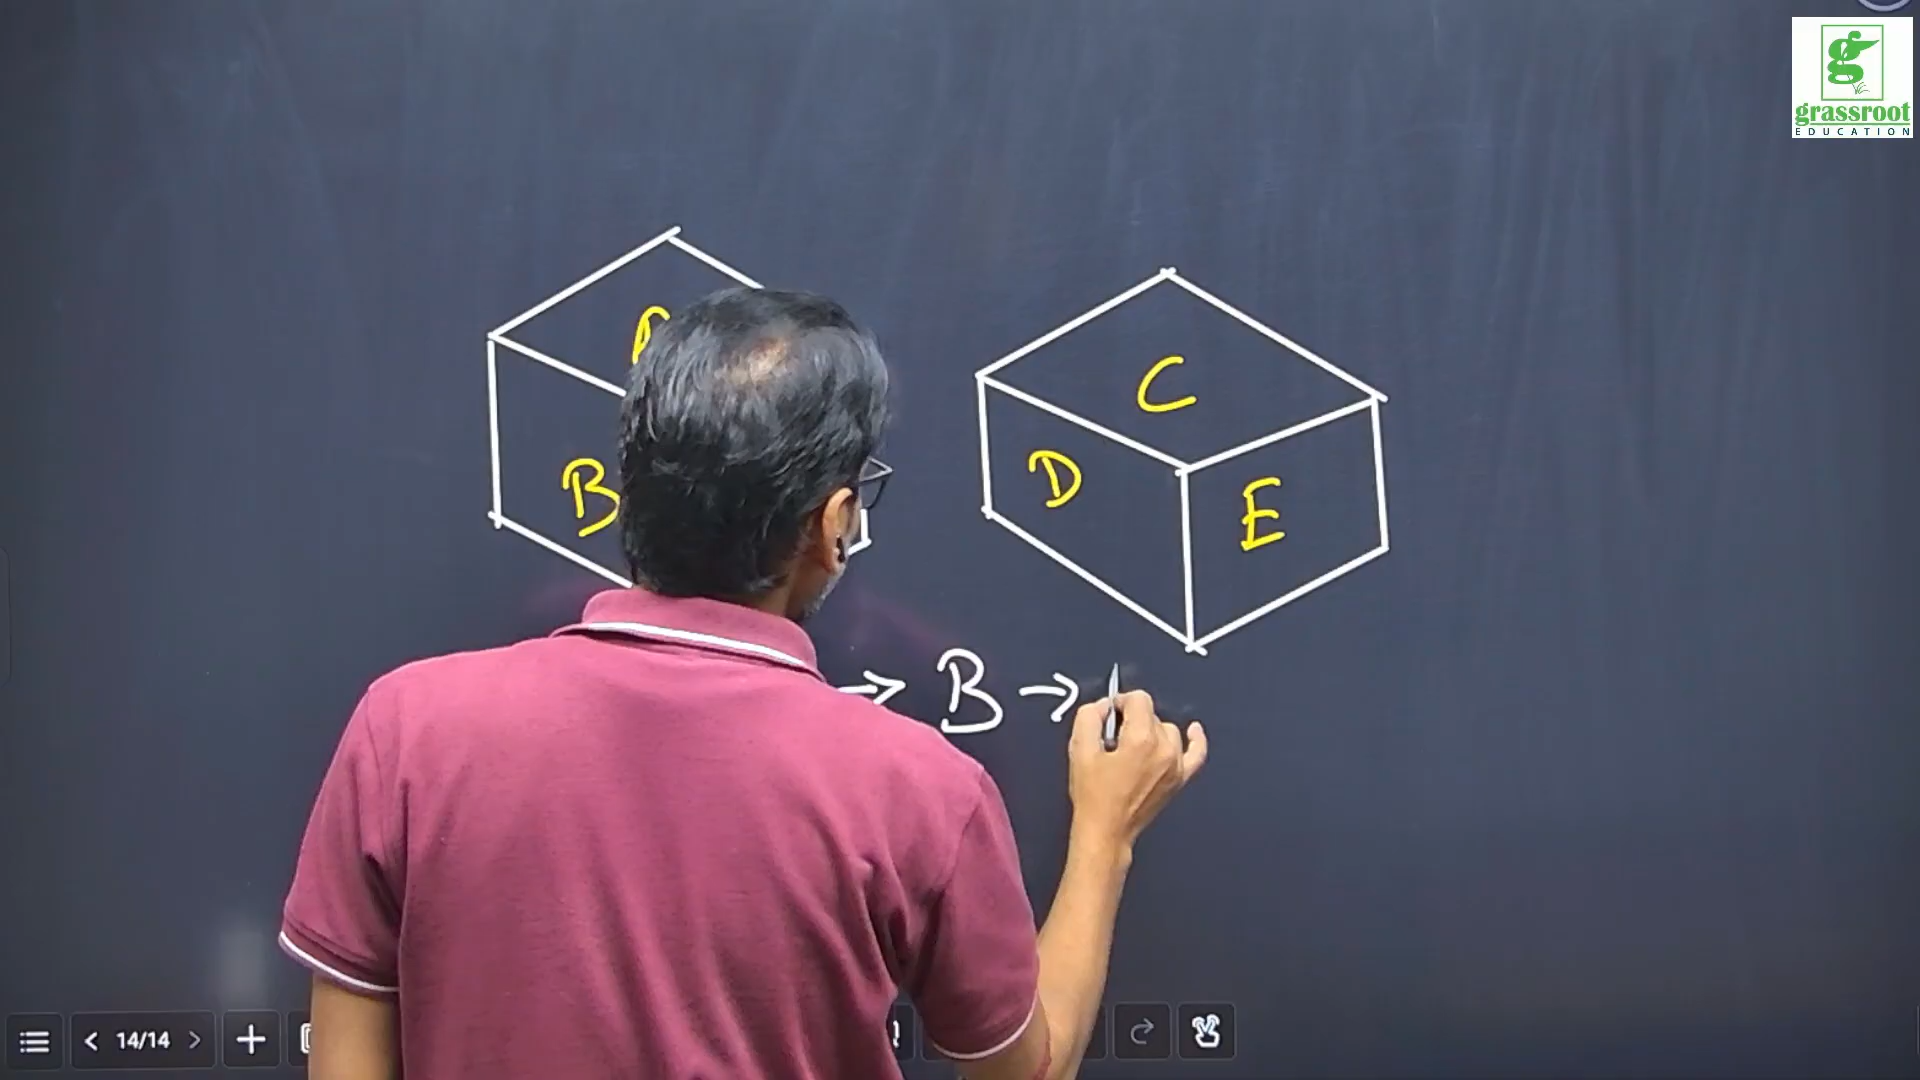 grassroot
EDUCATION
C
B
D
E
→ B →
14/14